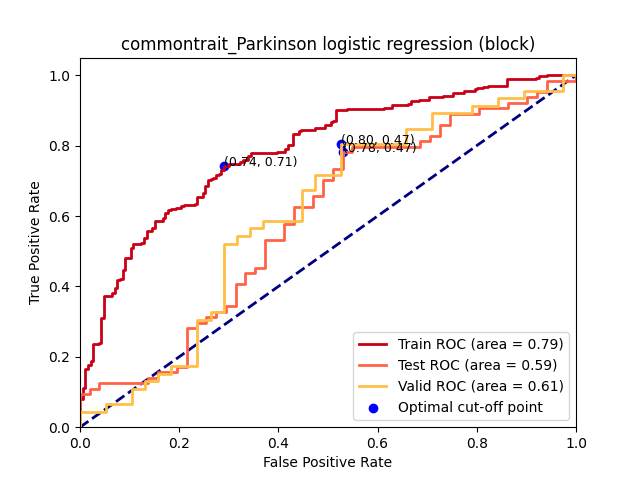 commontrait_Parkinson logistic regression (block)
True Positive Rate
1.0
0.8
0.6
0.4
0.2
0.0
(0.80, 0.47)
(0.78, 0.47)
(0.74, 0.71)
Train ROC (area = 0.79)
Test ROC (area = 0.59)
Valid ROC (area = 0.61)
Optimal cut-off point
0.0 0.2 0.4 0.6 0.8 1.0
False Positive Rate